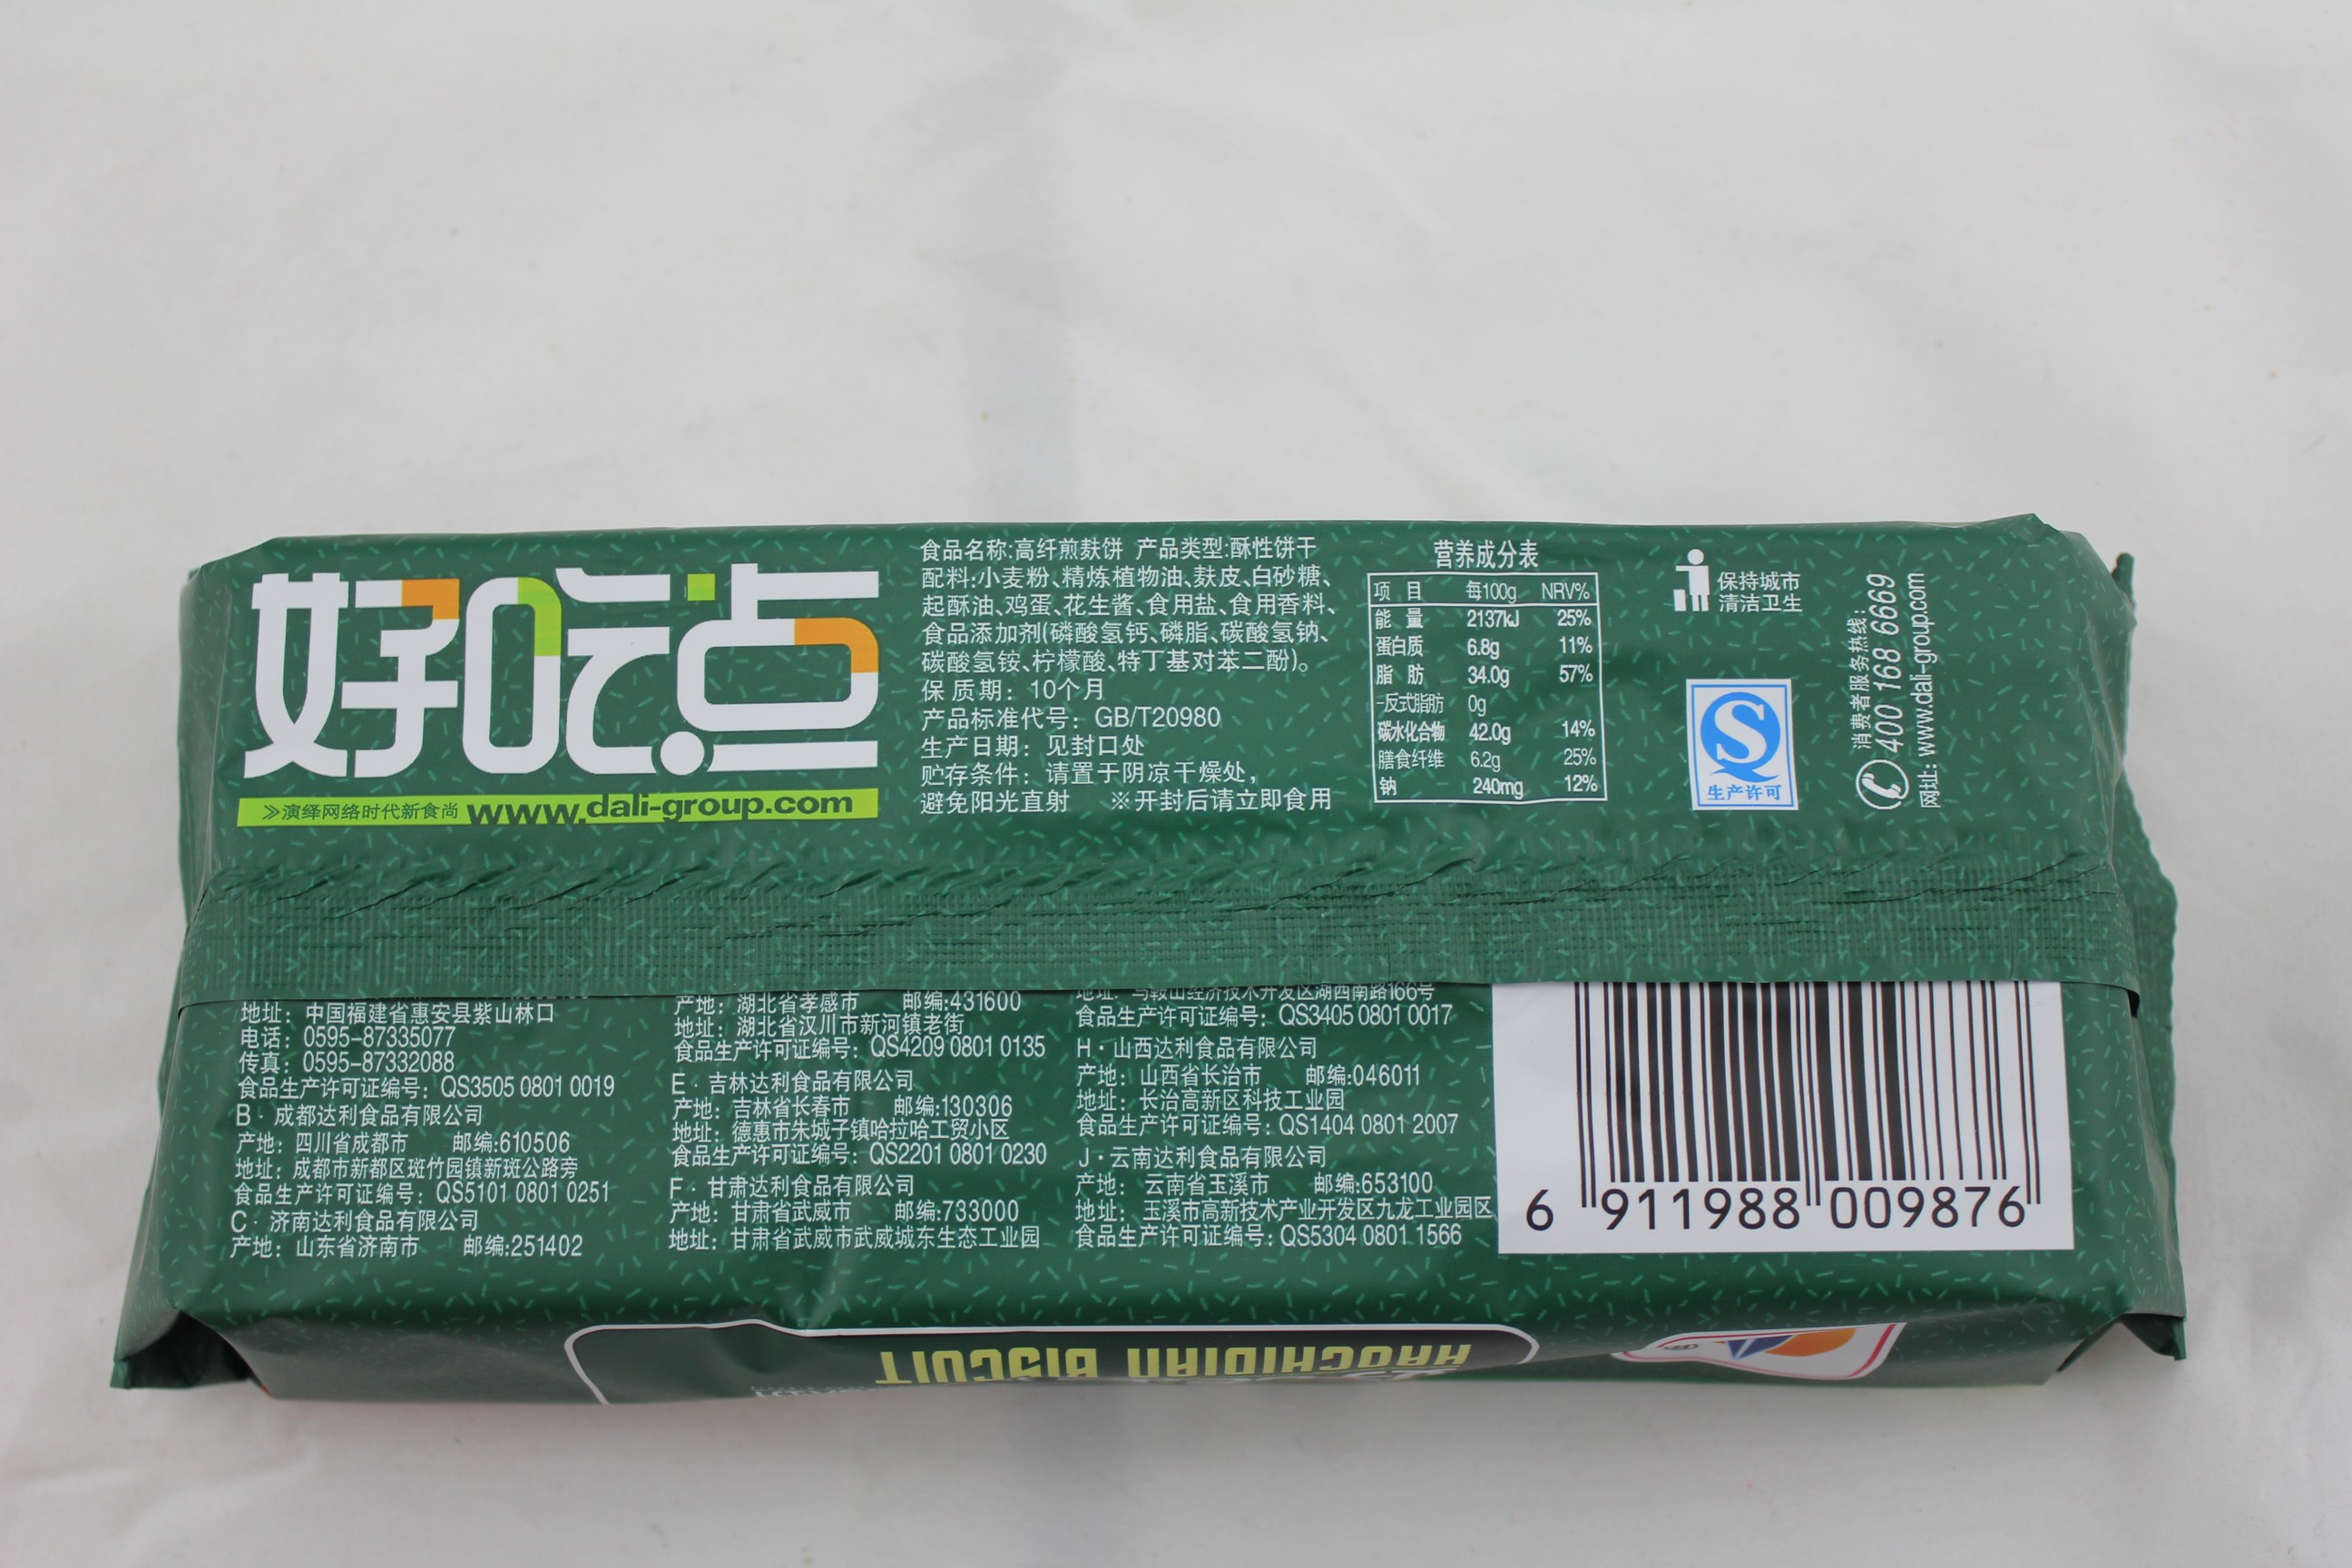 好吃点
≫演绎网络时代新食尚 www.dali-group.com
食品名称:高纤煎麸饼 产品类型:酥性饼干
配料:小麦粉、精炼植物油、麸皮、白砂糖、
起酥油、鸡蛋、花生酱、食用盐、食用香料、
食品添加剂(磷酸氢钙、磷脂、碳酸氢钠、
碳酸氢铵、柠檬酸、特丁基对苯二酚)。
保质期：10个月
产品标准代号：GB/T20980
生产日期：见封口处
贮存条件：请置于阴凉干燥处，
避免阳光直射 ※开封后请立即食用
营养成分表
项 目 每100g NRV%
能 量 2137kJ 25%
蛋白质 6.8g 11%
脂 肪 34.0g 57%
-反式脂肪 0g
碳水化合物 42.0g 14%
膳食纤维 6.2g 25%
钠 240mg 12%
保持城市
清洁卫生
生产许可
消费者服务热线：
400 168 6669
网址：www.dali-group.com
地址：中国福建省惠安县紫山林口
电话：0595-87335077
传真：0595-87332088
食品生产许可证编号：QS3505 0801 0019
B·成都达利食品有限公司
产地：四川省成都市 邮编:610506
地址：成都市新都区斑竹园镇新斑公路旁
食品生产许可证编号：QS5101 0801 0251
C·济南达利食品有限公司
产地：山东省济南市 邮编:251402
产地：湖北省孝感市 邮编:431600
地址：湖北省汉川市新河镇老街
食品生产许可证编号：QS4209 0801 0135
E·吉林达利食品有限公司
产地：吉林省长春市 邮编:130306
地址：德惠市朱城子镇哈拉哈工贸小区
食品生产许可证编号：QS2201 0801 0230
F·甘肃达利食品有限公司
产地：甘肃省武威市 邮编:733000
地址：甘肃省武威市武威城东生态工业园
地址：马鞍山经济技术开发区湖西南路166号
食品生产许可证编号：QS3405 0801 0017
H·山西达利食品有限公司
产地：山西省长治市 邮编:046011
地址：长治高新区科技工业园
食品生产许可证编号：QS1404 0801 2007
J·云南达利食品有限公司
产地：云南省玉溪市 邮编:653100
地址：玉溪市高新技术产业开发区九龙工业园区
食品生产许可证编号：QS5304 0801 1566
6 911988 009876
HAOCHIDIAN BISCUIT